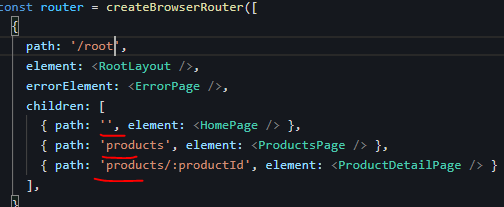 const router = createBrowserRouter([
{
path: '/root',
element: <RootLayout />,
errorElement: <ErrorPage />,
children: [
{ path: '', element: <HomePage /> },
{ path: 'products', element: <ProductsPage /> },
{ path: 'products/:productId', element: <ProductDetailPage /> }
],
}